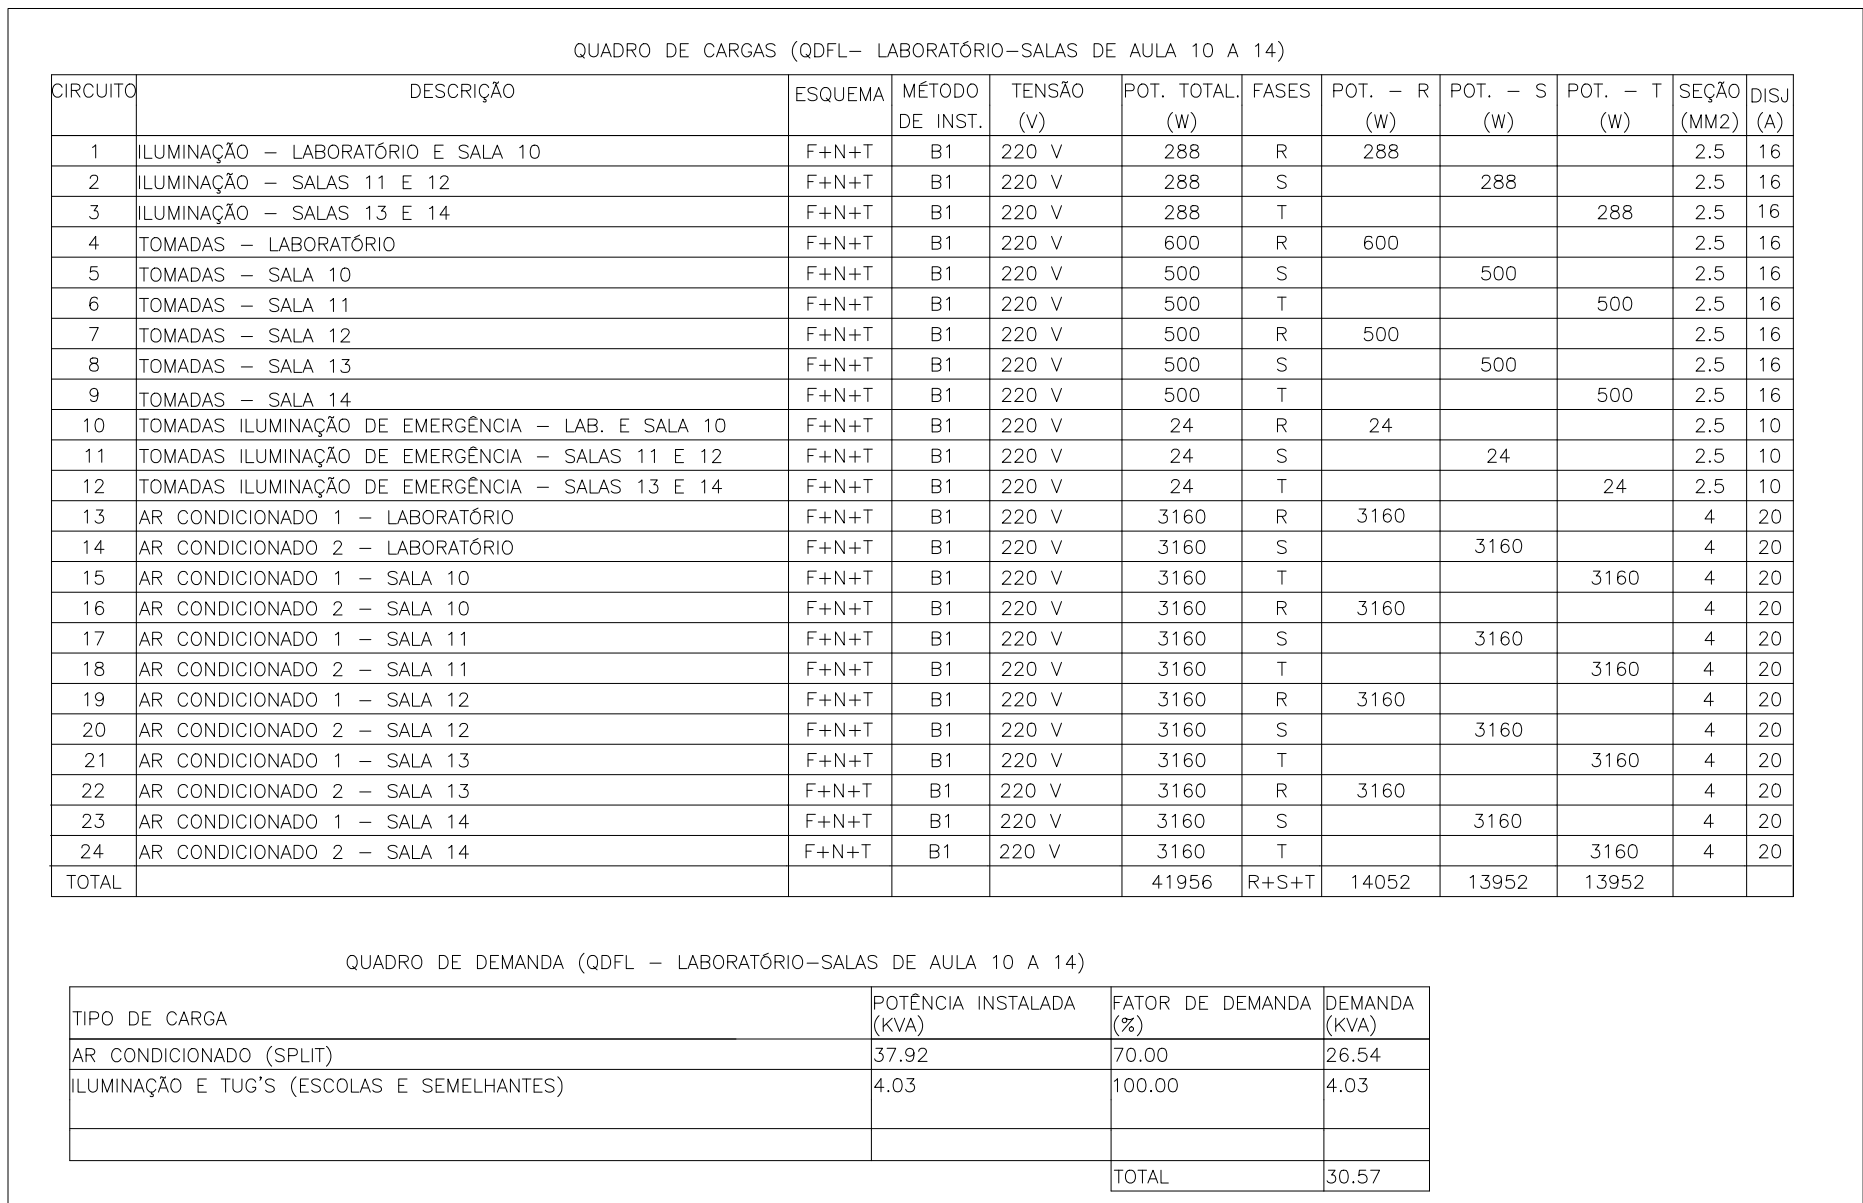 QUADRO DE CARGAS (QDFL– LABORATÓRIO–SALAS DE AULA 10 A 14)
CIRCUITO DESCRIÇÃO ESQUEMA MÉTODO DE INST. TENSÃO (V) POT. TOTAL. (W) FASES POT. – R (W) POT. – S (W) POT. – T (W) SEÇÃO (MM2) DISJ (A)
1 ILUMINAÇÃO – LABORATÓRIO E SALA 10 F+N+T B1 220 V 288 R 288 2.5 16
2 ILUMINAÇÃO – SALAS 11 E 12 F+N+T B1 220 V 288 S 288 2.5 16
3 ILUMINAÇÃO – SALAS 13 E 14 F+N+T B1 220 V 288 T 288 2.5 16
4 TOMADAS – LABORATÓRIO F+N+T B1 220 V 600 R 600 2.5 16
5 TOMADAS – SALA 10 F+N+T B1 220 V 500 S 500 2.5 16
6 TOMADAS – SALA 11 F+N+T B1 220 V 500 T 500 2.5 16
7 TOMADAS – SALA 12 F+N+T B1 220 V 500 R 500 2.5 16
8 TOMADAS – SALA 13 F+N+T B1 220 V 500 S 500 2.5 16
9 TOMADAS – SALA 14 F+N+T B1 220 V 500 T 500 2.5 16
10 TOMADAS ILUMINAÇÃO DE EMERGÊNCIA – LAB. E SALA 10 F+N+T B1 220 V 24 R 24 2.5 10
11 TOMADAS ILUMINAÇÃO DE EMERGÊNCIA – SALAS 11 E 12 F+N+T B1 220 V 24 S 24 2.5 10
12 TOMADAS ILUMINAÇÃO DE EMERGÊNCIA – SALAS 13 E 14 F+N+T B1 220 V 24 T 24 2.5 10
13 AR CONDICIONADO 1 – LABORATÓRIO F+N+T B1 220 V 3160 R 3160 4 20
14 AR CONDICIONADO 2 – LABORATÓRIO F+N+T B1 220 V 3160 S 3160 4 20
15 AR CONDICIONADO 1 – SALA 10 F+N+T B1 220 V 3160 T 3160 4 20
16 AR CONDICIONADO 2 – SALA 10 F+N+T B1 220 V 3160 R 3160 4 20
17 AR CONDICIONADO 1 – SALA 11 F+N+T B1 220 V 3160 S 3160 4 20
18 AR CONDICIONADO 2 – SALA 11 F+N+T B1 220 V 3160 T 3160 4 20
19 AR CONDICIONADO 1 – SALA 12 F+N+T B1 220 V 3160 R 3160 4 20
20 AR CONDICIONADO 2 – SALA 12 F+N+T B1 220 V 3160 S 3160 4 20
21 AR CONDICIONADO 1 – SALA 13 F+N+T B1 220 V 3160 T 3160 4 20
22 AR CONDICIONADO 2 – SALA 13 F+N+T B1 220 V 3160 R 3160 4 20
23 AR CONDICIONADO 1 – SALA 14 F+N+T B1 220 V 3160 S 3160 4 20
24 AR CONDICIONADO 2 – SALA 14 F+N+T B1 220 V 3160 T 3160 4 20
TOTAL 41956 R+S+T 14052 13952 13952
QUADRO DE DEMANDA (QDFL – LABORATÓRIO–SALAS DE AULA 10 A 14)
TIPO DE CARGA POTÊNCIA INSTALADA (KVA) FATOR DE DEMANDA (%) DEMANDA (KVA)
AR CONDICIONADO (SPLIT) 37.92 70.00 26.54
ILUMINAÇÃO E TUG'S (ESCOLAS E SEMELHANTES) 4.03 100.00 4.03
TOTAL 30.57